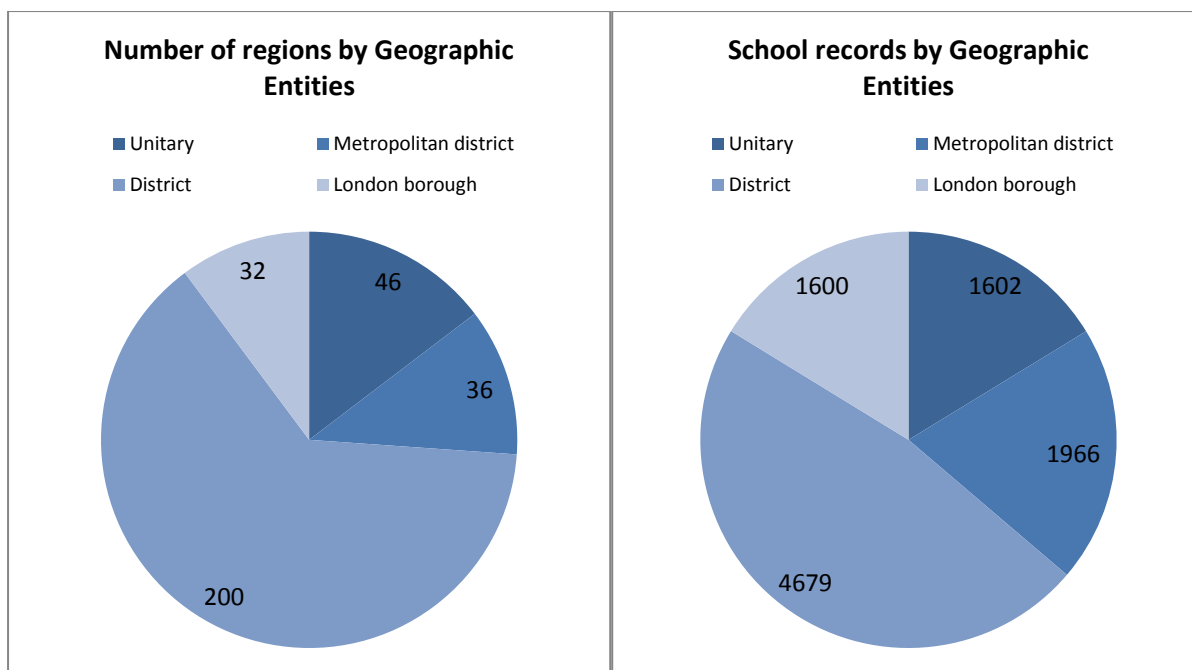 Number of regions by Geographic
Entities
Unitary
Metropolitan district
District
London borough
32
46
36
200
School records by Geographic
Entities
Unitary
Metropolitan district
District
London borough
1600
1602
1966
4679